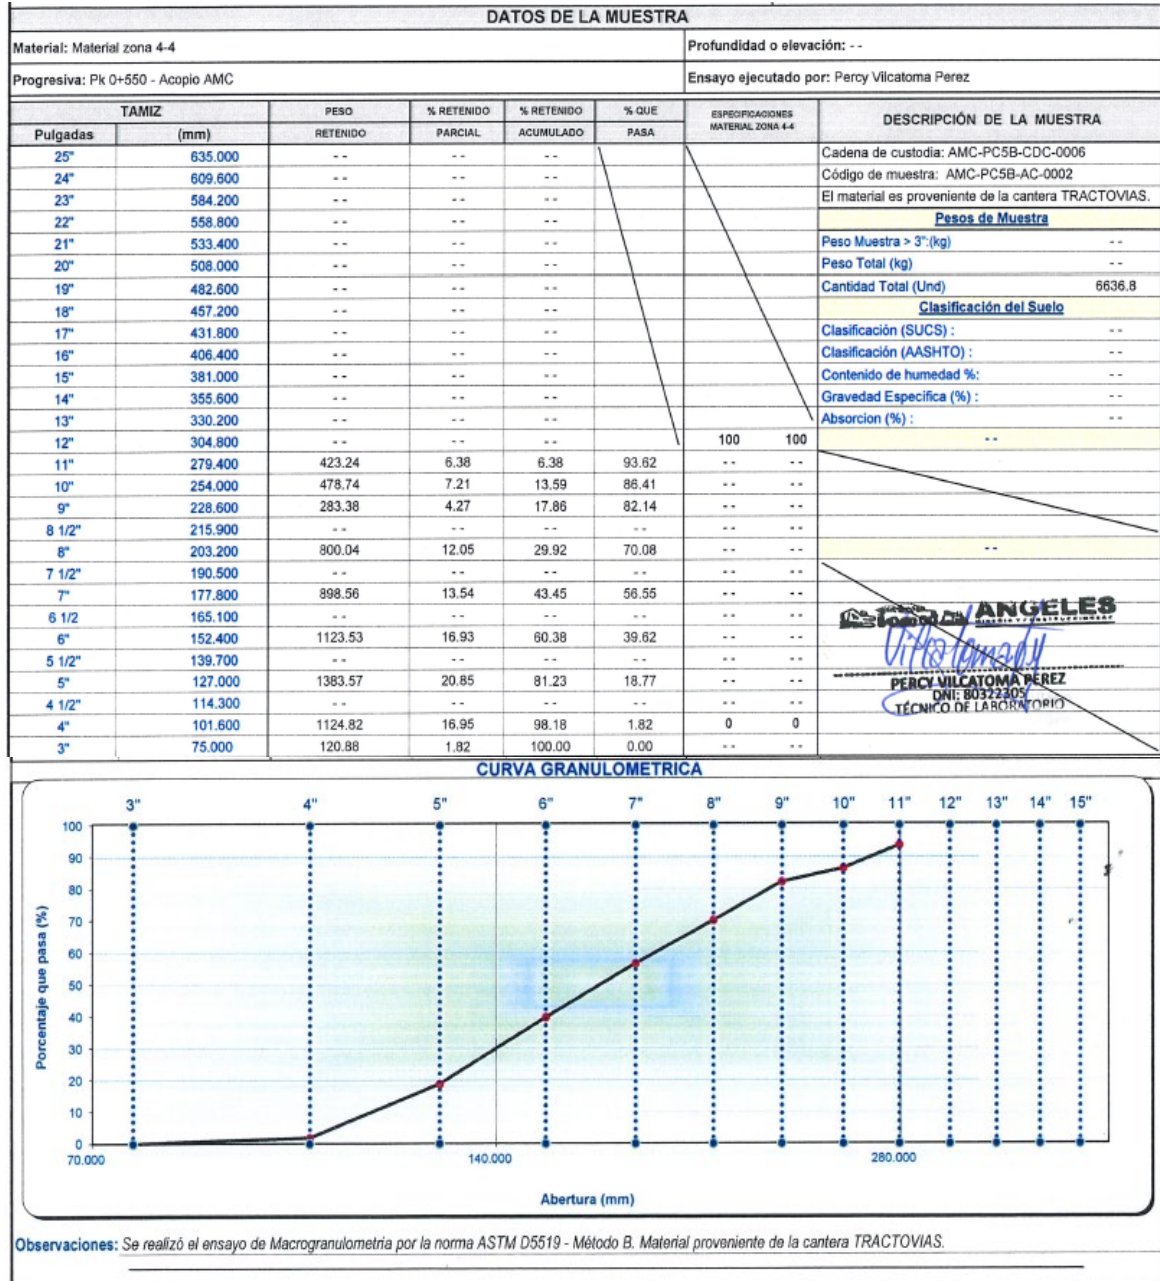 DATOS DE LA MUESTRA
Material: Material zona 4-4 Profundidad o elevación: - -
Progresiva: Pk 0+550 - Acopio AMC Ensayo ejecutado por: Percy Vilcatoma Perez
TAMIZ PESO % RETENIDO % RETENIDO % QUE ESPECIFICACIONES DESCRIPCIÓN DE LA MUESTRA
Pulgadas (mm) RETENIDO PARCIAL ACUMULADO PASA MATERIAL ZONA 4-4
25" 635.000 - - - - - - Cadena de custodia: AMC-PC5B-CDC-0006
24" 609.600 - - - - - - Código de muestra: AMC-PC5B-AC-0002
23" 584.200 - - - - - - El material es proveniente de la cantera TRACTOVIAS.
22" 558.800 - - - - - - Pesos de Muestra
21" 533.400 - - - - - - Peso Muestra > 3":(kg) - -
20" 508.000 - - - - - - Peso Total (kg) - -
19" 482.600 - - - - - - Cantidad Total (Und) 6636.8
18" 457.200 - - - - - - Clasificación del Suelo
17" 431.800 - - - - - - Clasificación (SUCS) : - -
16" 406.400 - - - - - - Clasificación (AASHTO) : - -
15" 381.000 - - - - - - Contenido de humedad %: - -
14" 355.600 - - - - - - Gravedad Especifica (%) : - -
13" 330.200 - - - - - - Absorcion (%) : - -
12" 304.800 - - - - - - 100 100 - -
11" 279.400 423.24 6.38 6.38 93.62 - - - -
10" 254.000 478.74 7.21 13.59 86.41 - - - -
9" 228.600 283.38 4.27 17.86 82.14 - - - -
8 1/2" 215.900 - - - - - - - - - - - -
8" 203.200 800.04 12.05 29.92 70.08 - - - - - -
7 1/2" 190.500 - - - - - - - - - - - -
7" 177.800 898.56 13.54 43.45 56.55 - - - -
6 1/2 165.100 - - - - - - - - - - - -
6" 152.400 1123.53 16.93 60.38 39.62 - - - -
5 1/2" 139.700 - - - - - - - - - - - -
5" 127.000 1383.57 20.85 81.23 18.77 - - - -
4 1/2" 114.300 - - - - - - - - - - - -
4" 101.600 1124.82 16.95 98.18 1.82 0 0
3" 75.000 120.88 1.82 100.00 0.00 - - - -
ANGELES
PERCY VILCATOMA PEREZ
DNI: 80322305
TÉCNICO DE LABORATORIO
CURVA GRANULOMETRICA
3" 4" 5" 6" 7" 8" 9" 10" 11" 12" 13" 14" 15"
100
90
80
70
60
50
40
30
20
10
0
Porcentaje que pasa (%)
70.000 140.000 280.000
Abertura (mm)
Observaciones: Se realizó el ensayo de Macrogranulometria por la norma ASTM D5519 - Método B. Material proveniente de la cantera TRACTOVIAS.